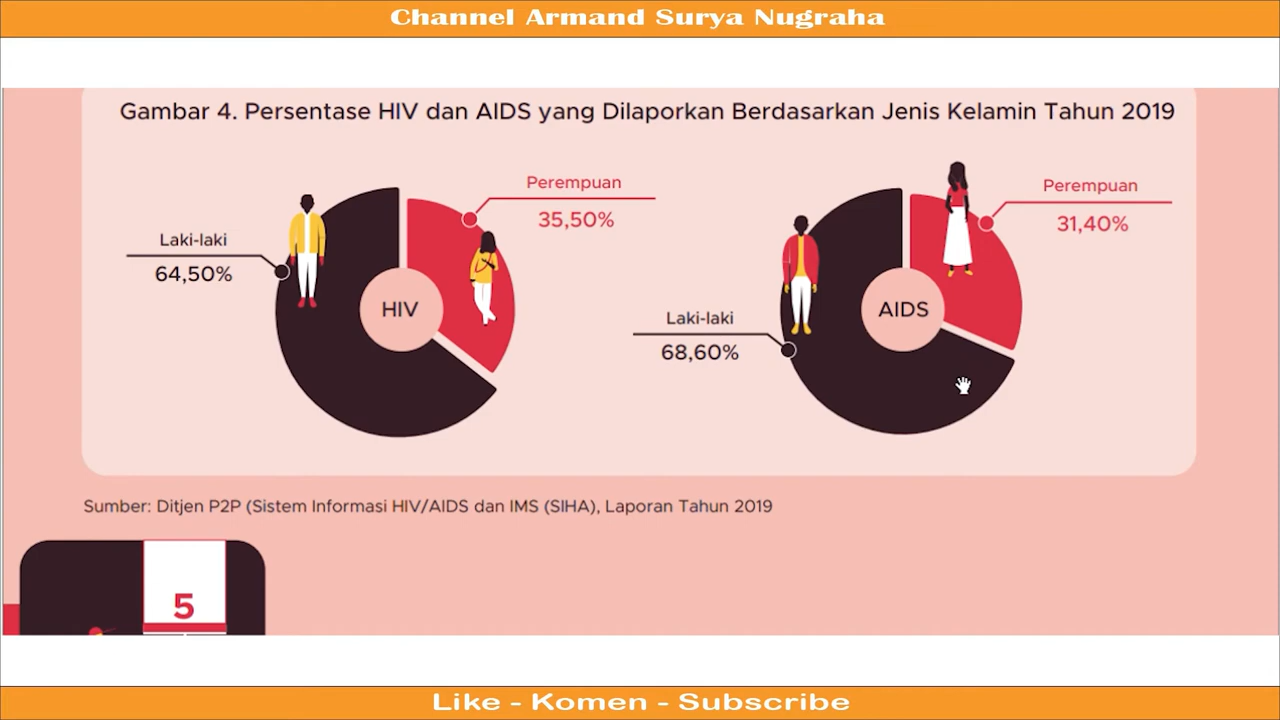 Channel Armand Surya Nugraha
Gambar 4. Persentase HIV dan AIDS yang Dilaporkan Berdasarkan Jenis Kelamin Tahun 2019
Laki-laki
64,50%
HIV
Perempuan
35,50%
Laki-laki
68,60%
AIDS
Perempuan
31,40%
Sumber: Ditjen P2P (Sistem Informasi HIV/AIDS dan IMS (SIHA), Laporan Tahun 2019
5
Like - Komen - Subscribe